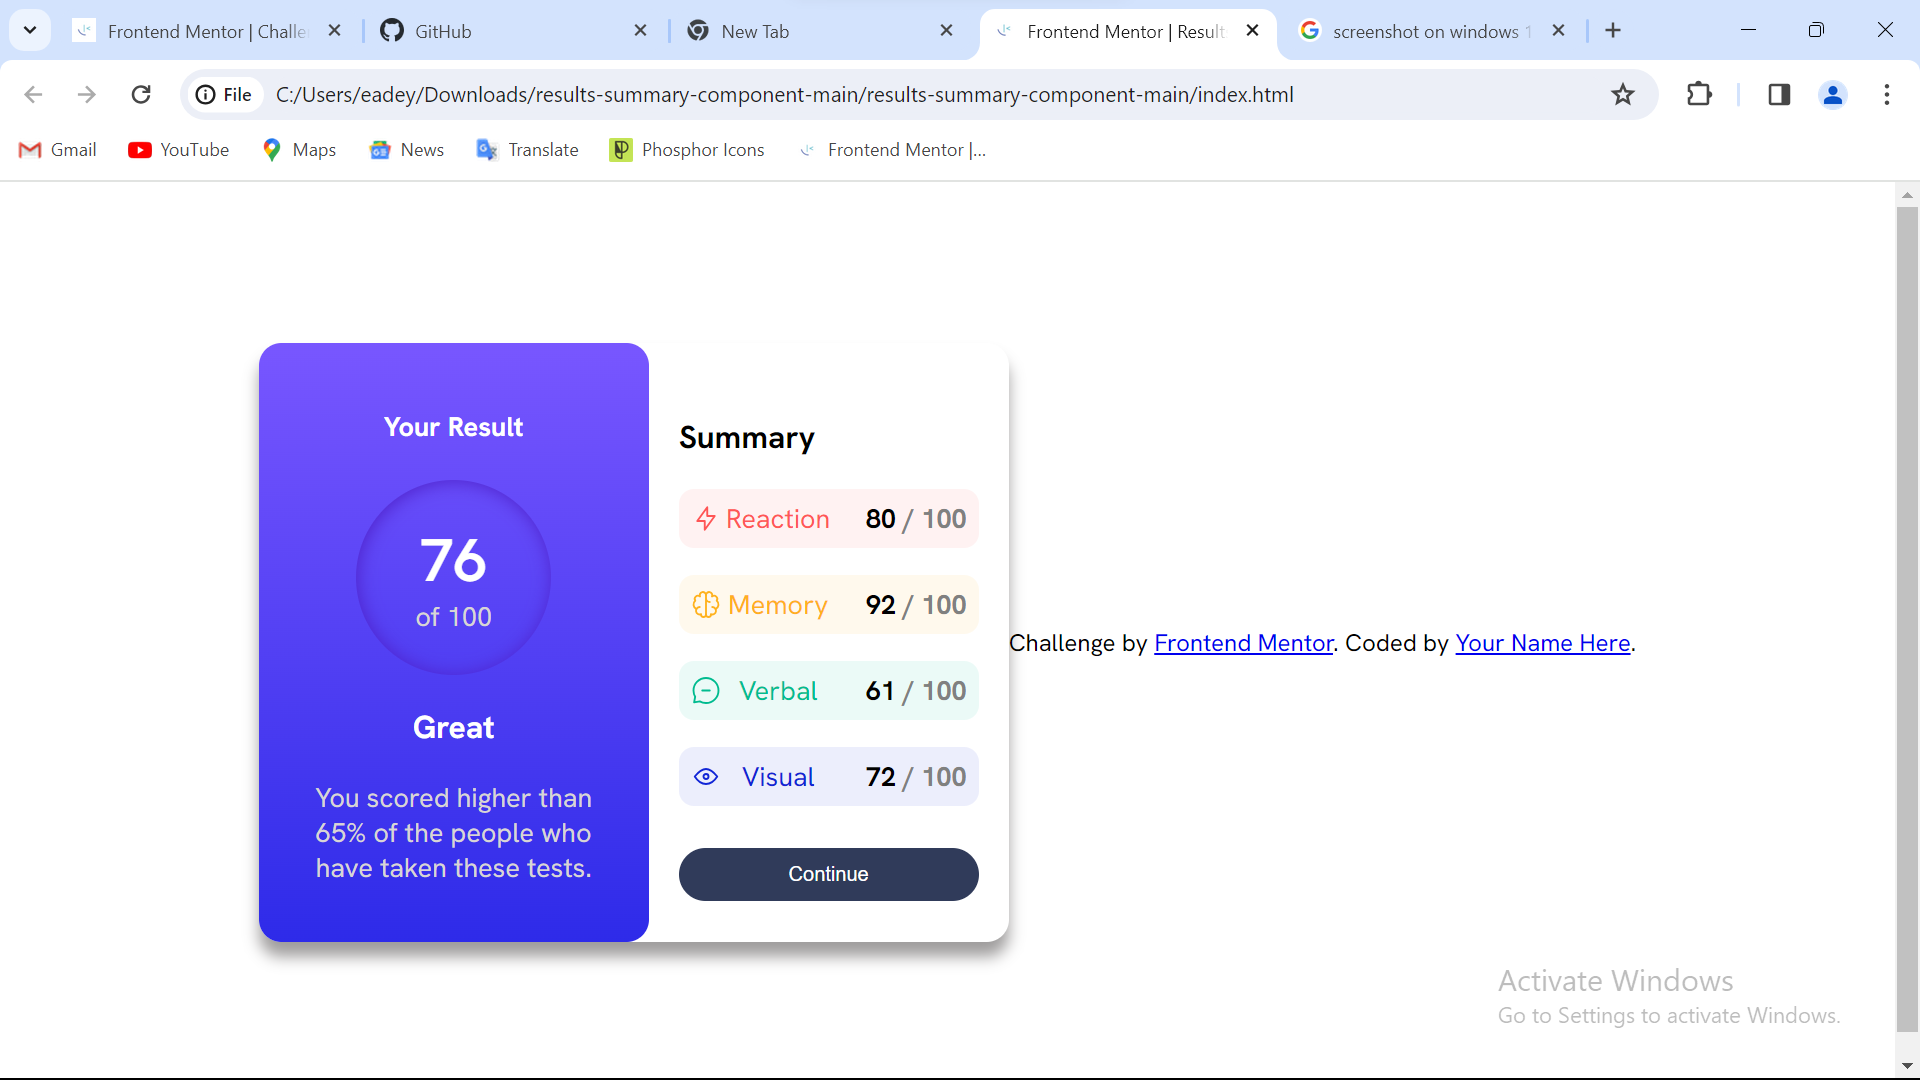 Frontend Mentor | Challe
GitHub
New Tab
Frontend Mentor | Result
screenshot on windows 1
File
C:/Users/eadey/Downloads/results-summary-component-main/results-summary-component-main/index.html
Gmail
YouTube
Maps
News
Translate
Phosphor Icons
Frontend Mentor |...
Your Result
76
of 100
Great
You scored higher than
65% of the people who
have taken these tests.
Summary
Reaction 80 / 100
Memory 92 / 100
Verbal 61 / 100
Visual 72 / 100
Continue
Challenge by Frontend Mentor. Coded by Your Name Here.
Activate Windows
Go to Settings to activate Windows.